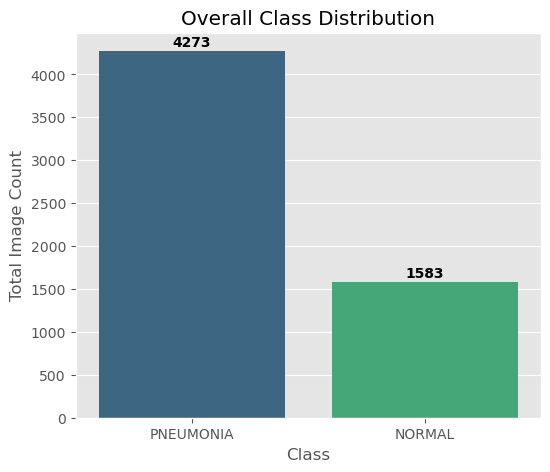 Overall Class Distribution
4273
1583
Total Image Count
4000
3500
3000
2500
2000
1500
1000
500
0
PNEUMONIA
NORMAL
Class